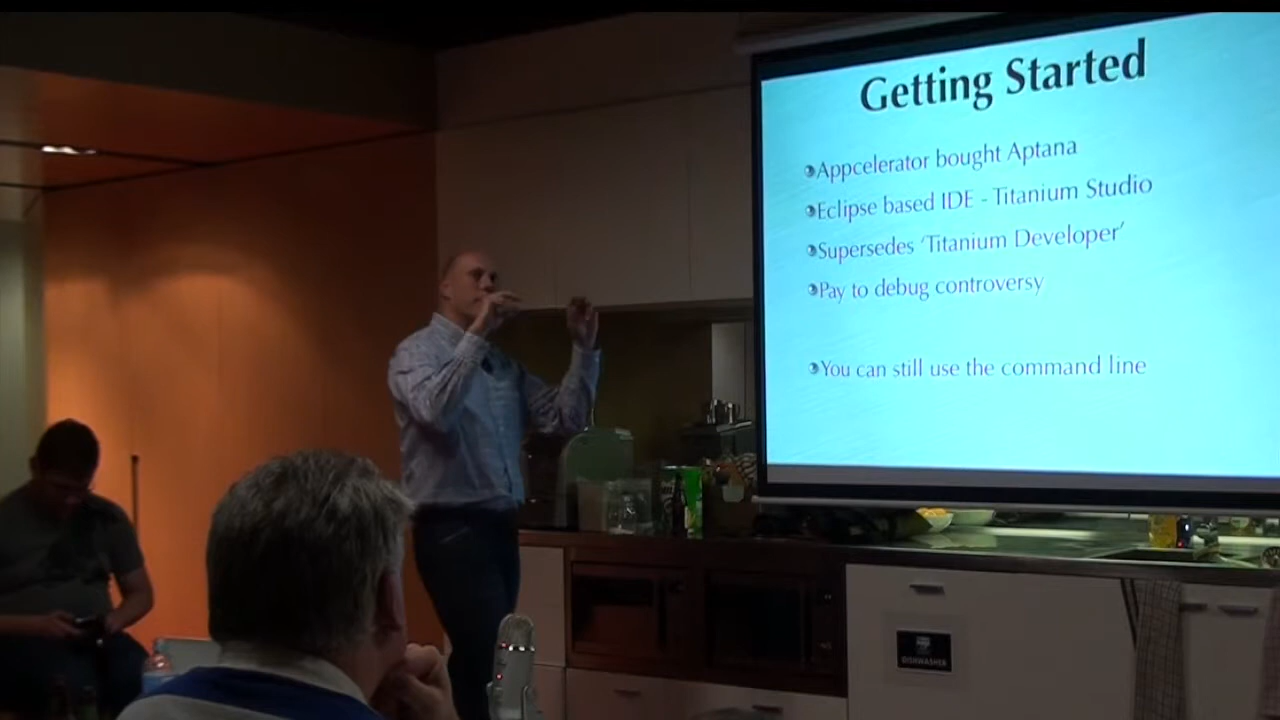 Getting Started
Appcelerator bought Aptana
Eclipse based IDE - Titanium Studio
Supersedes ‘Titanium Developer’
Pay to debug controversy
You can still use the command line
DISHWASHER